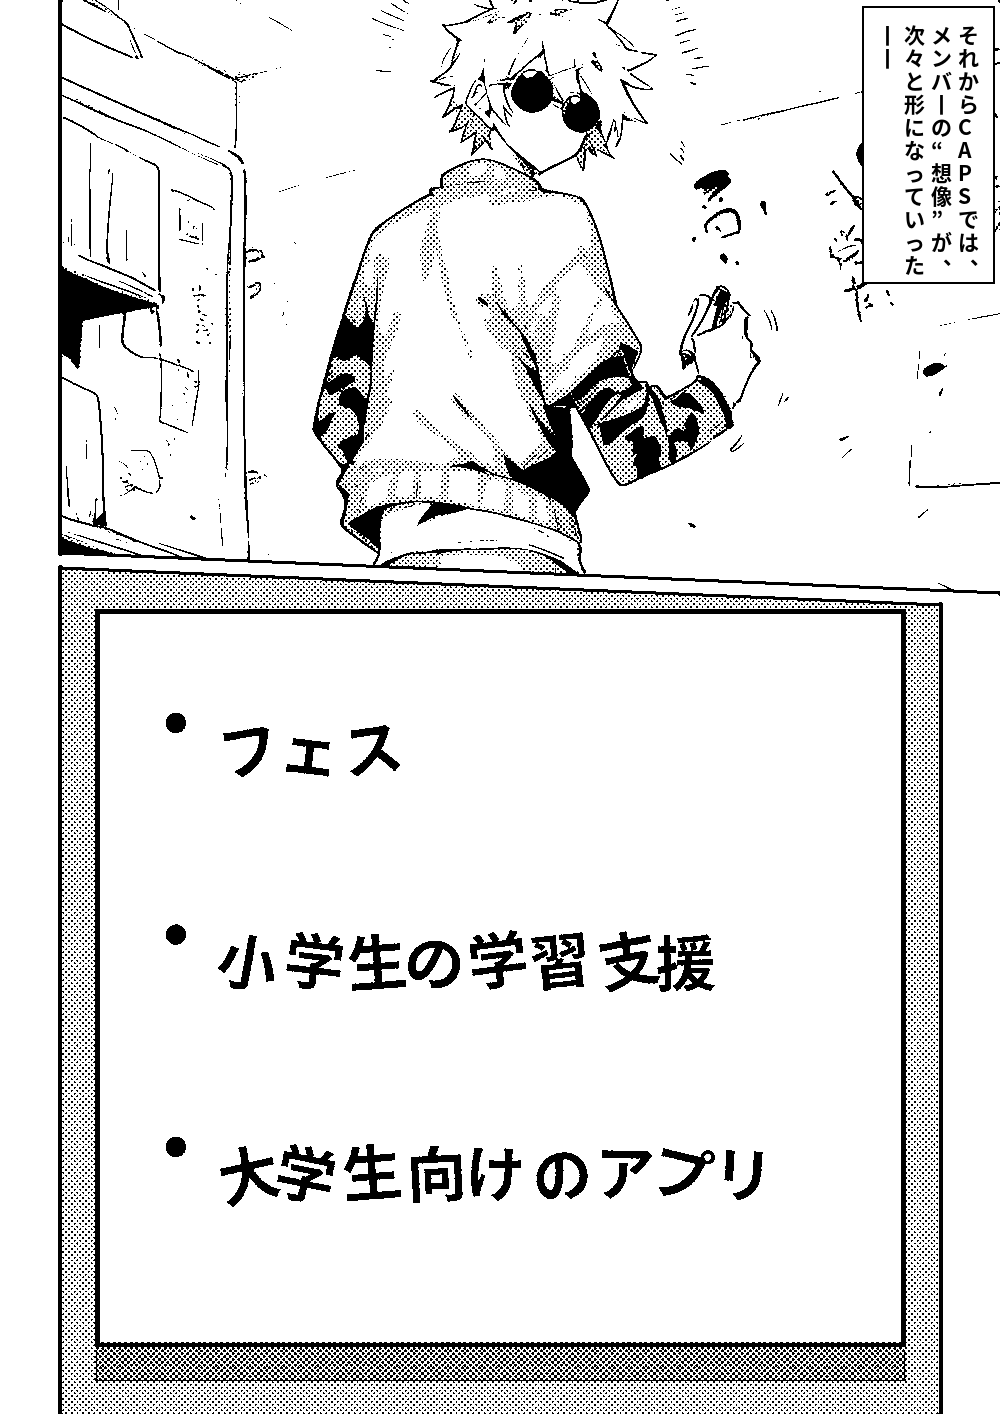 それからCAPSでは、
メンバーの“想像”が、
次々と形になっていった
――
・フェス
・小学生の学習支援
・大学生向けのアプリ